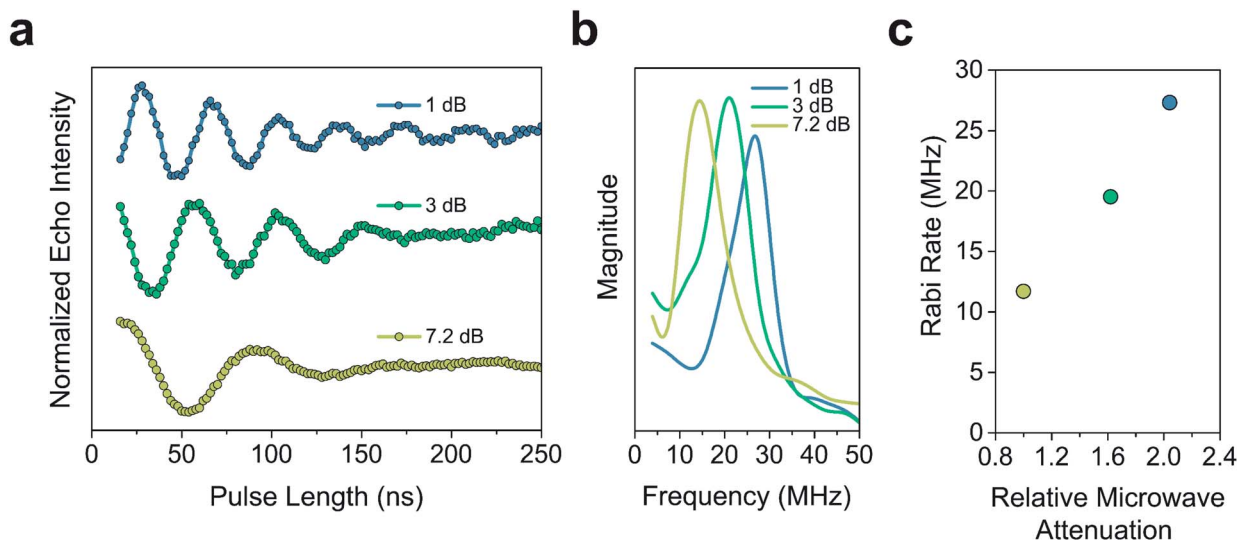 a
Normalized Echo Intensity
1 dB
3 dB
7.2 dB
0 50 100 150 200 250
Pulse Length (ns)
b
Magnitude
1 dB
3 dB
7.2 dB
0 10 20 30 40 50
Frequency (MHz)
c
Rabi Rate (MHz)
30
25
20
15
10
5
0
0.8 1.2 1.6 2.0 2.4
Relative Microwave
Attenuation